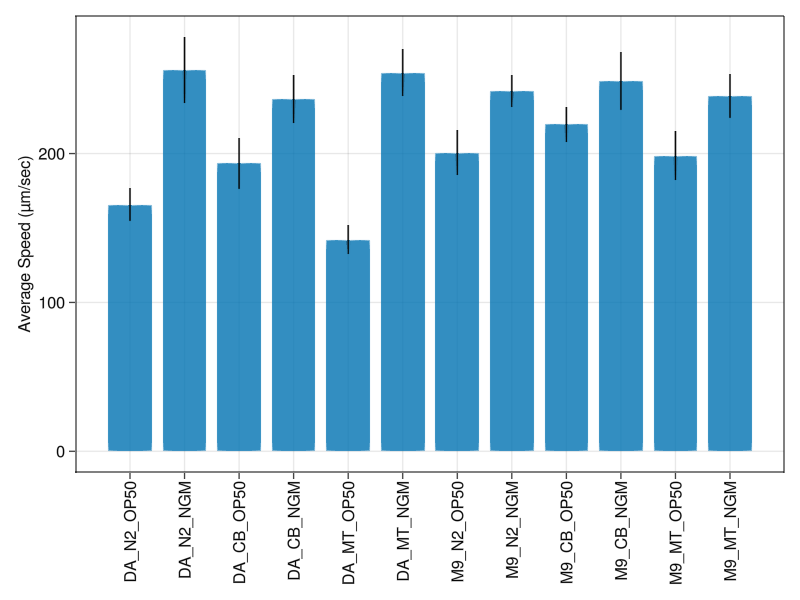 Average Speed (µm/sec)
200
100
0
DA_N2_OP50
DA_N2_NGM
DA_CB_OP50
DA_CB_NGM
DA_MT_OP50
DA_MT_NGM
M9_N2_OP50
M9_N2_NGM
M9_CB_OP50
M9_CB_NGM
M9_MT_OP50
M9_MT_NGM